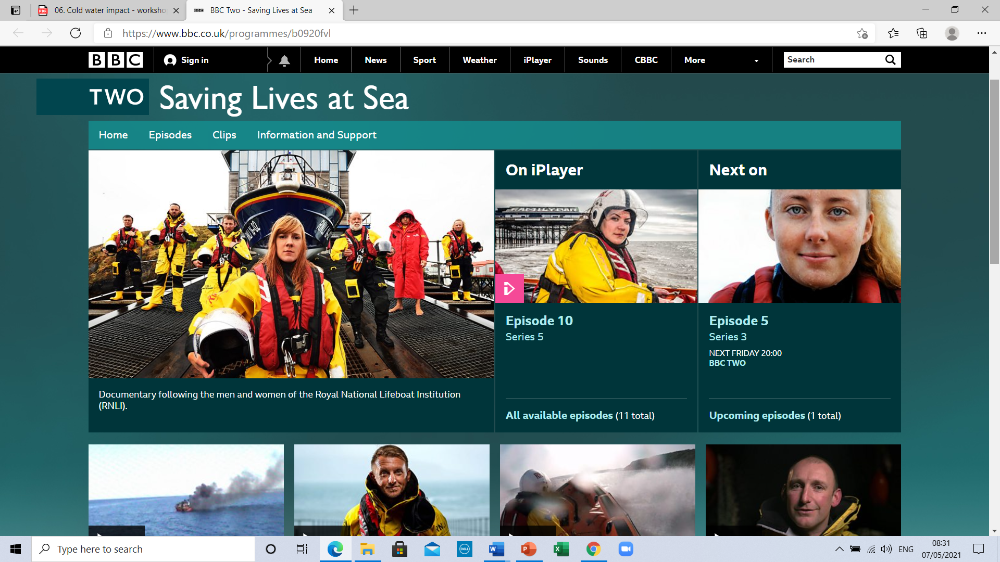 06. Cold water impact - worksho
BBC Two - Saving Lives at Sea
https://www.bbc.co.uk/programmes/b0920fvl
BBC
Sign in
Home
News
Sport
Weather
iPlayer
Sounds
CBBC
More
Search
TWO
Saving Lives at Sea
Home
Episodes
Clips
Information and Support
On iPlayer
Next on
Episode 10
Series 5
Episode 5
Series 3
NEXT FRIDAY 20:00
BBC TWO
Documentary following the men and women of the Royal National Lifeboat Institution
(RNLI).
All available episodes (11 total)
Upcoming episodes (1 total)
Type here to search
ENG
08:31
07/05/2021